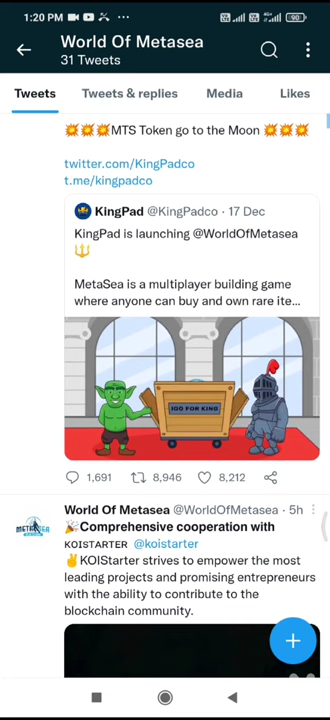 1:20 PM
90
World Of Metasea
31 Tweets
Tweets
Tweets & replies
Media
Likes
💥💥💥MTS Token go to the Moon 💥💥💥
twitter.com/KingPadco
t.me/kingpadco
KingPad @KingPadco · 17 Dec
KingPad is launching @WorldOfMetasea
🔱
MetaSea is a multiplayer building game
where anyone can buy and own rare ite...
IGO FOR KING
1,691
8,946
8,212
World Of Metasea @WorldOfMetasea · 5h
🎉Comprehensive cooperation with
ᴋᴏɪꜱᴛᴀʀᴛᴇʀ @koistarter
✌️KOIStarter strives to empower the most
leading projects and promising entrepreneurs
with the ability to contribute to the
blockchain community.
METASEA